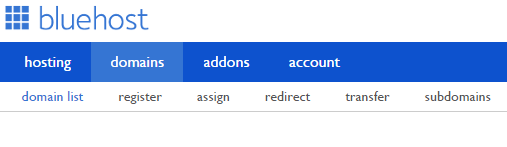 bluehost
hosting domains addons account
domain list register assign redirect transfer subdomains